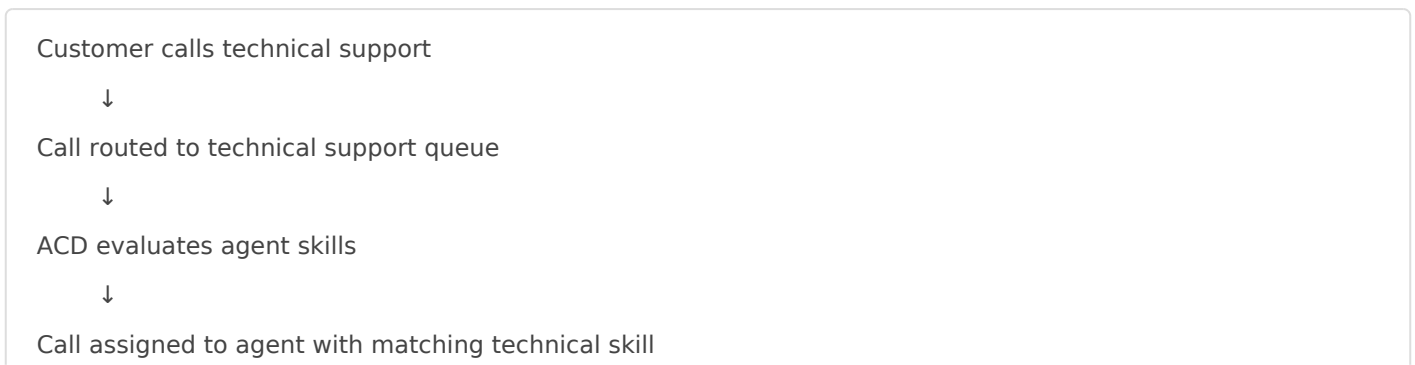 Customer calls technical support
↓
Call routed to technical support queue
↓
ACD evaluates agent skills
↓
Call assigned to agent with matching technical skill